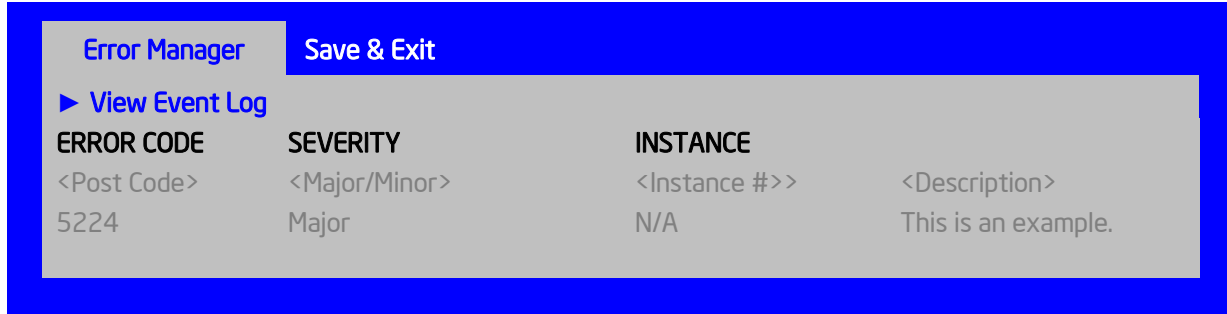 Error Manager Save & Exit
► View Event Log
ERROR CODE SEVERITY INSTANCE
<Post Code> <Major/Minor> <Instance #>> <Description>
5224 Major N/A This is an example.